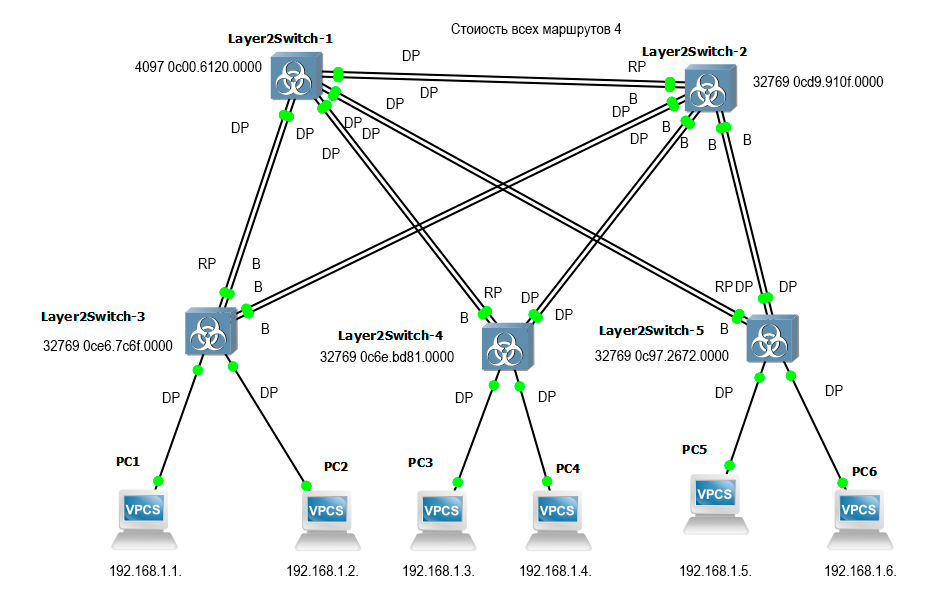 Стоиость всех маршрутов 4
Layer2Switch-1
Layer2Switch-2
4097 0c00.6120.0000
32769 0cd9.910f.0000
DP
RP
DP
DP
B
DP
DP
DP
DP
DP
DP
DP
B
B
B
B
RP
B
B
B
RP
B
DP
DP
RP
DP
DP
B
Layer2Switch-3
32769 0ce6.7c6f.0000
Layer2Switch-4
32769 0c6e.bd81.0000
Layer2Switch-5
32769 0c97.2672.0000
DP
DP
DP
DP
DP
DP
PC1
PC2
PC3
PC4
PC5
PC6
VPCS
VPCS
VPCS
VPCS
VPCS
VPCS
192.168.1.1.
192.168.1.2.
192.168.1.3.
192.168.1.4.
192.168.1.5.
192.168.1.6.